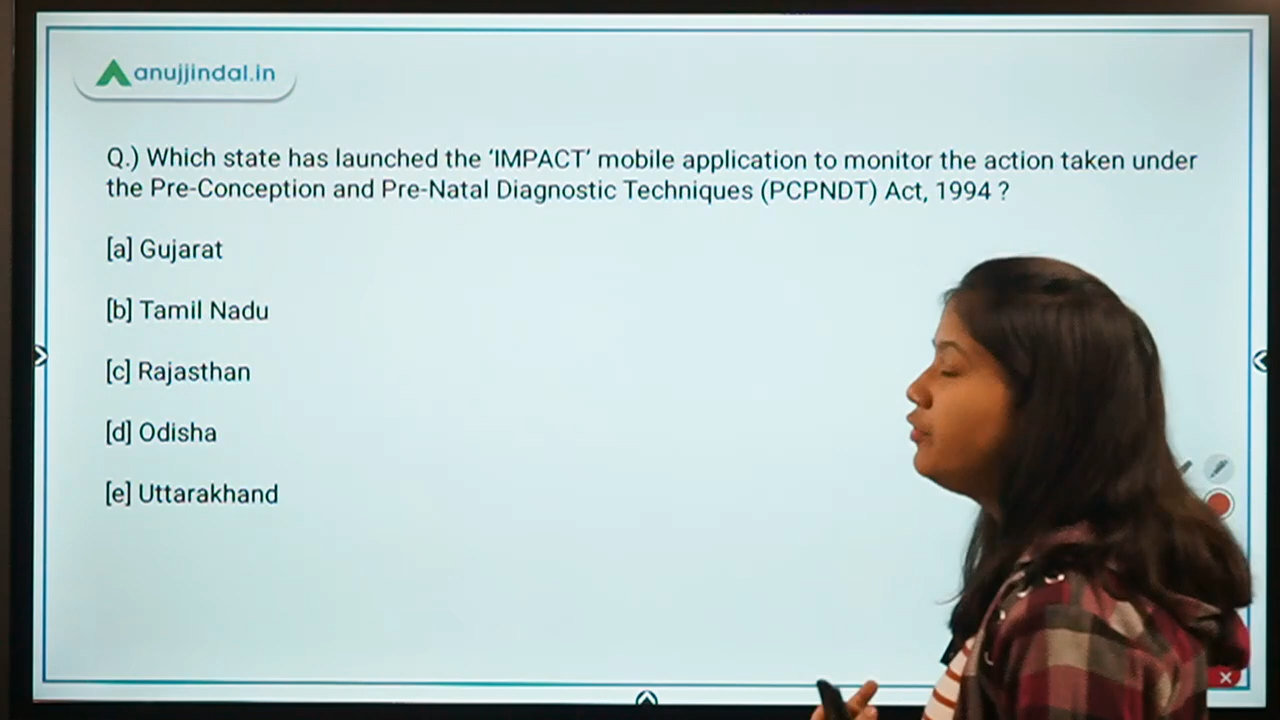 anujjindal.in
Q.) Which state has launched the ‘IMPACT’ mobile application to monitor the action taken under
the Pre-Conception and Pre-Natal Diagnostic Techniques (PCPNDT) Act, 1994 ?
[a] Gujarat
[b] Tamil Nadu
[c] Rajasthan
[d] Odisha
[e] Uttarakhand